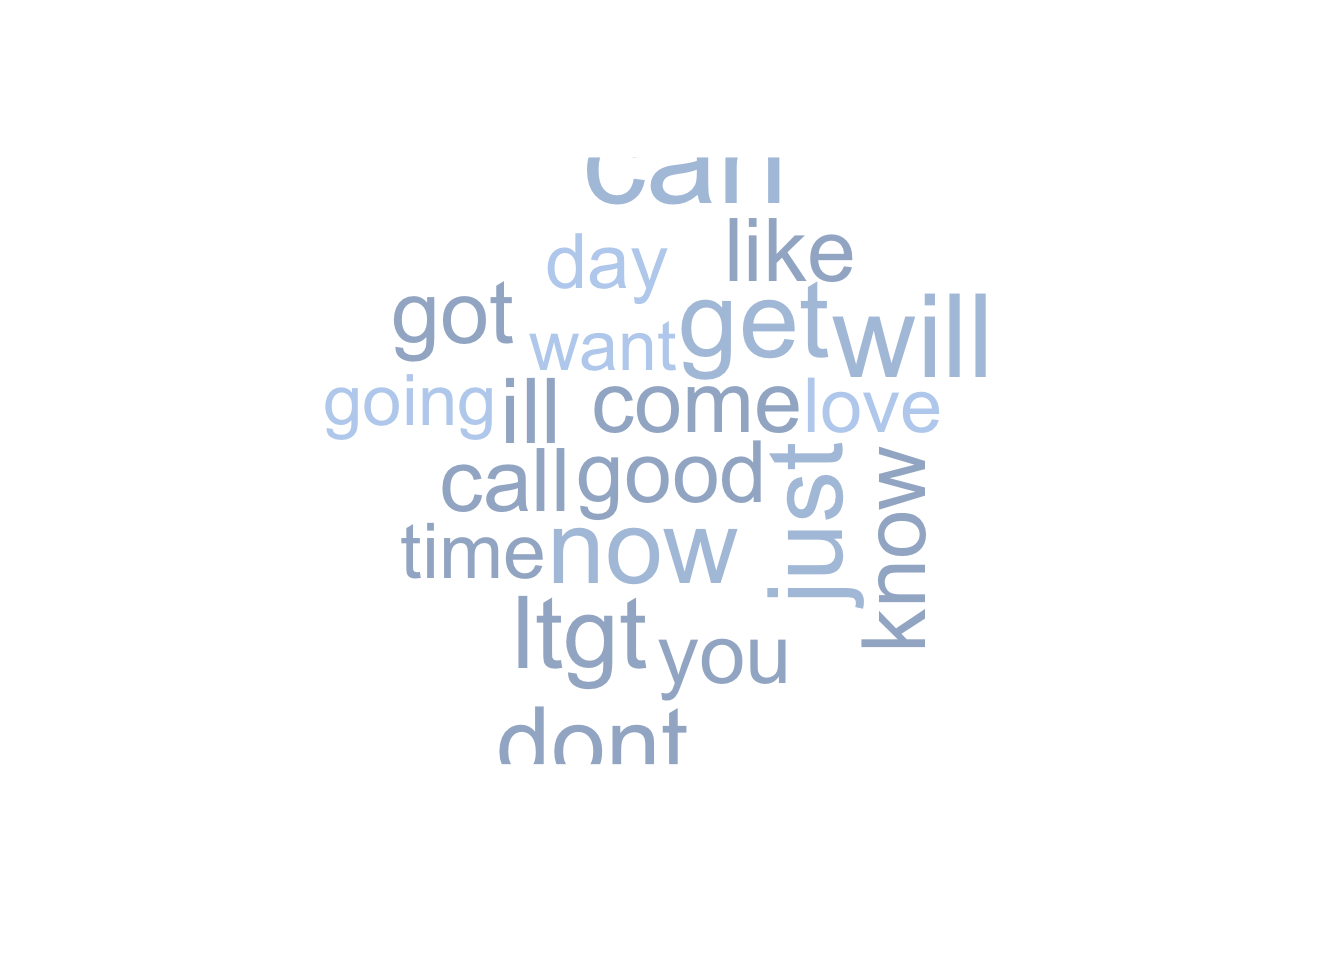 can
day like
got want get will
going ill come love
call good just know
time now
ltgt you
dont